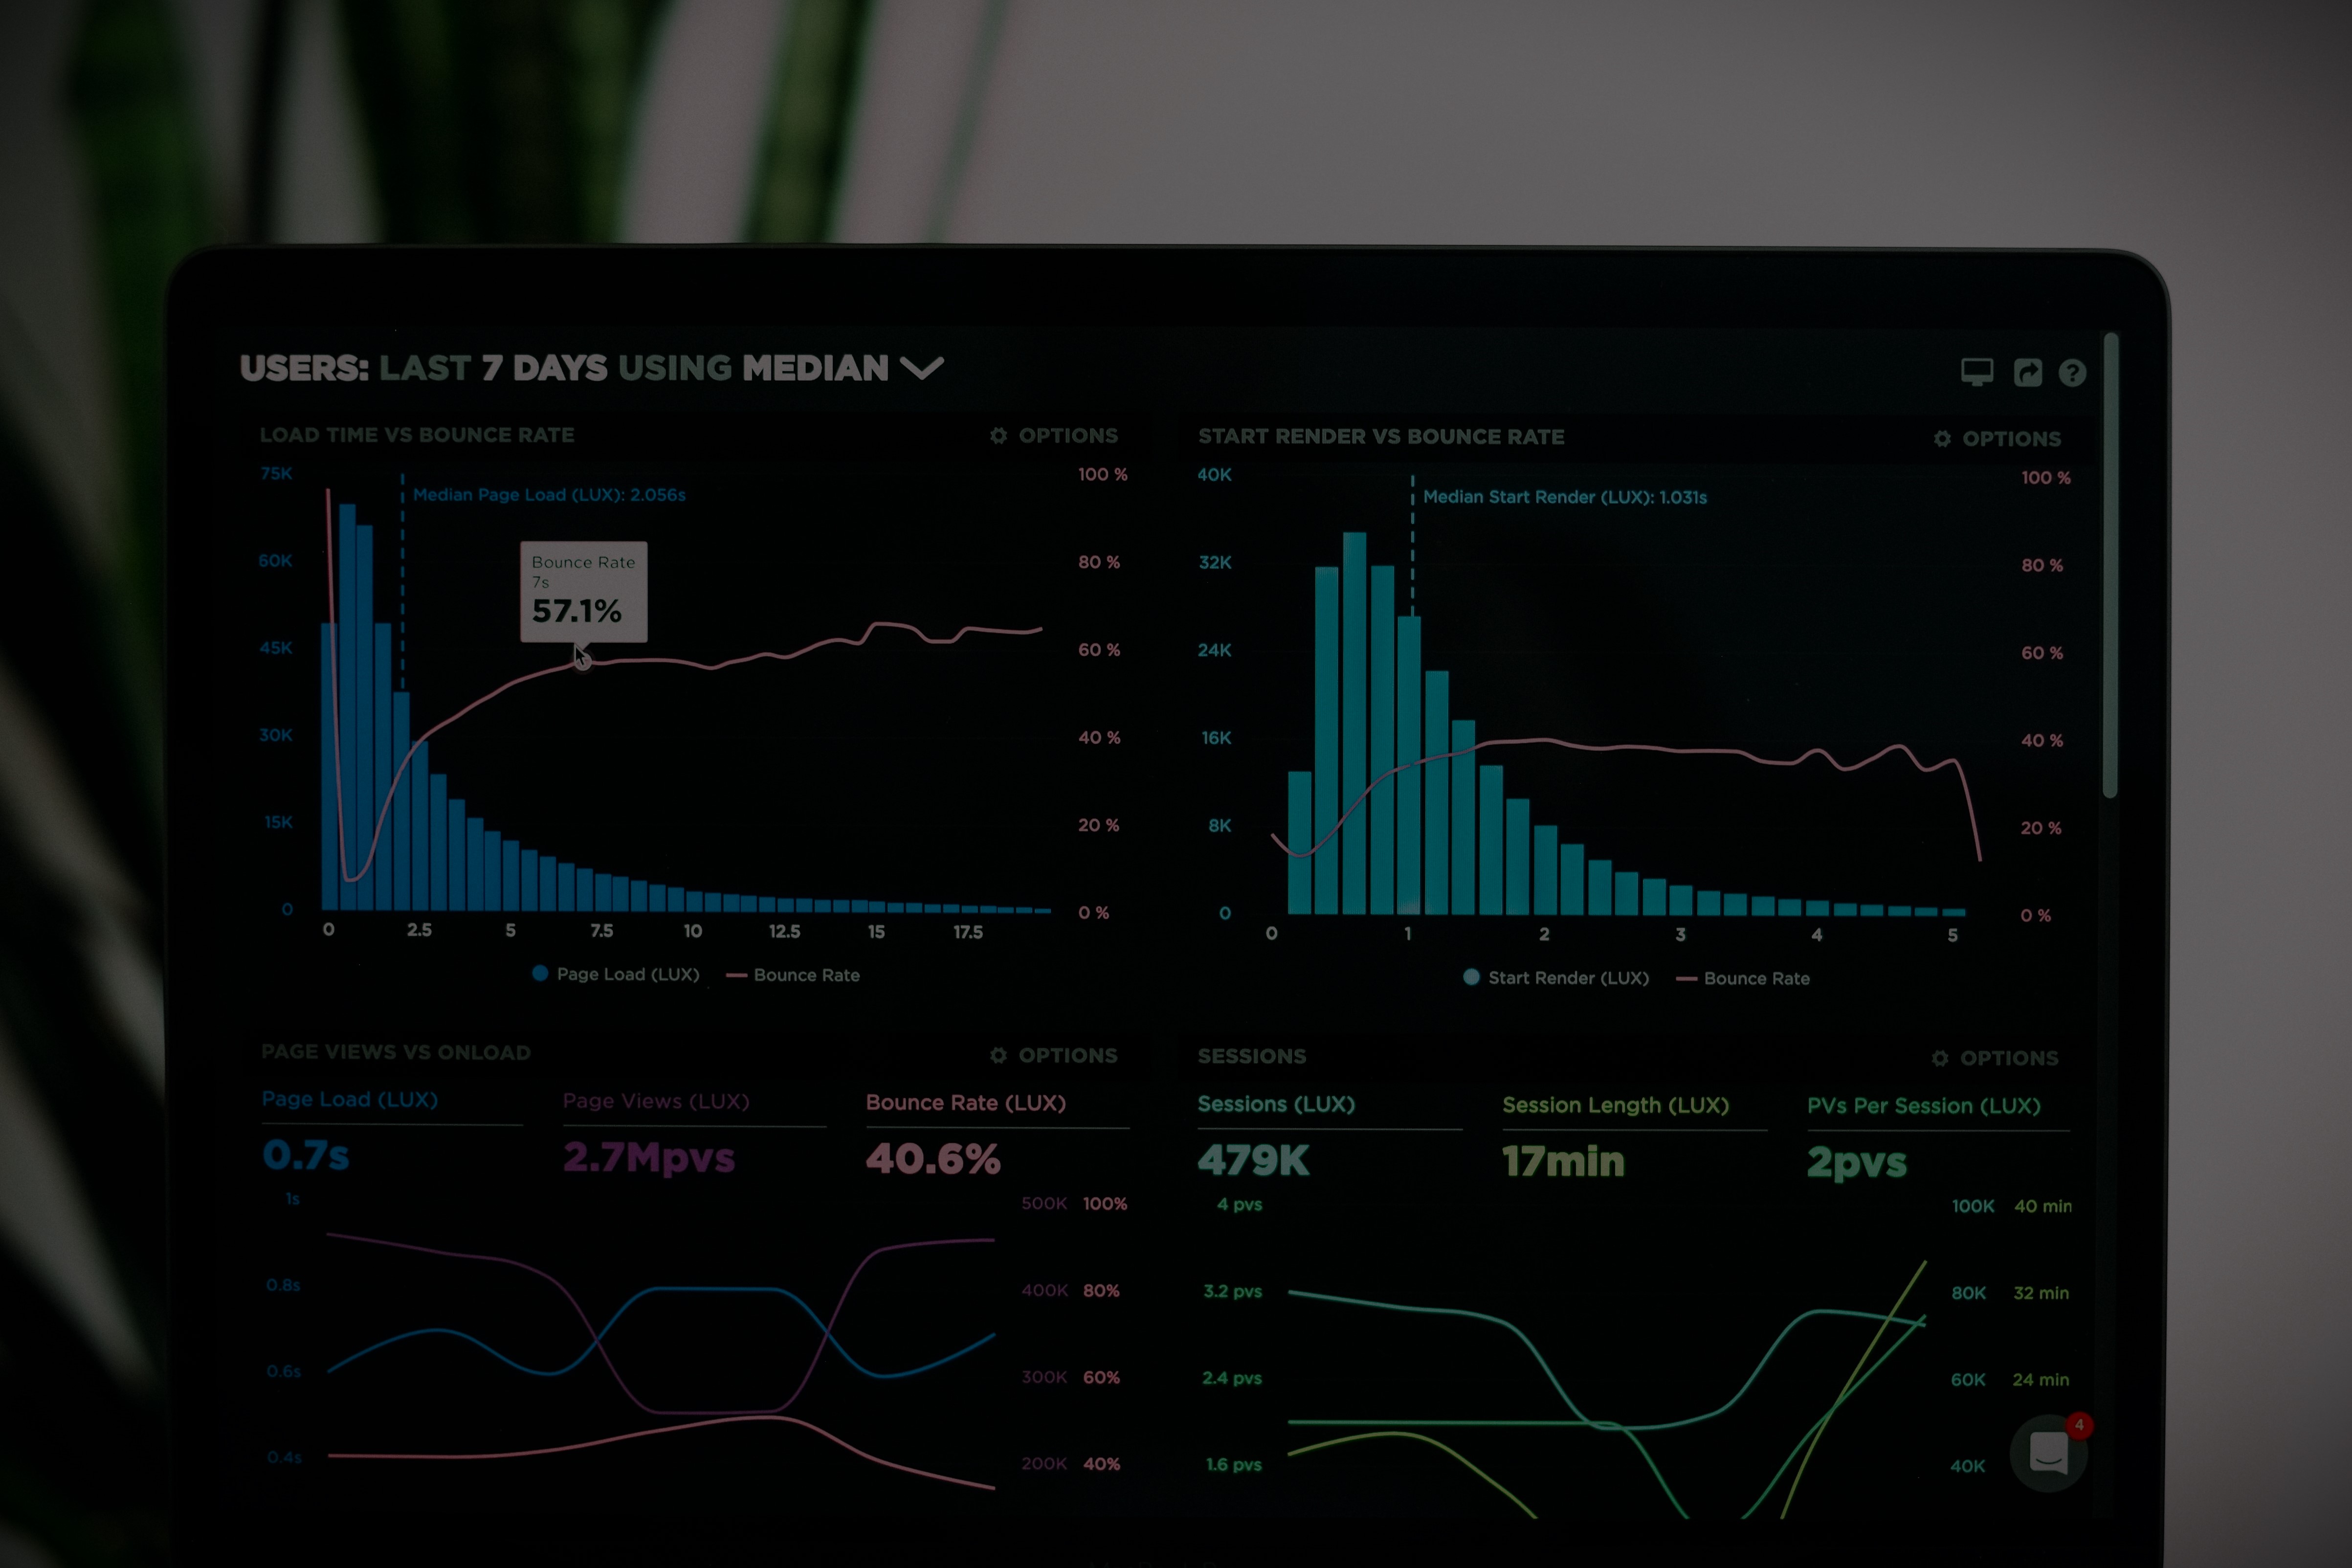 USERS: LAST 7 DAYS USING MEDIAN
LOAD TIME VS BOUNCE RATE
OPTIONS
75K
60K
45K
30K
15K
0
Median Page Load (LUX): 2.056s
Bounce Rate
7s
57.1%
100 %
80 %
60 %
40 %
20 %
0 %
0 2.5 5 7.5 10 12.5 15 17.5
Page Load (LUX) Bounce Rate
START RENDER VS BOUNCE RATE
OPTIONS
40K
32K
24K
16K
8K
0
Median Start Render (LUX): 1.031s
100 %
80 %
60 %
40 %
20 %
0 %
0 1 2 3 4 5
Start Render (LUX) Bounce Rate
PAGE VIEWS VS ONLOAD
OPTIONS
Page Load (LUX) Page Views (LUX) Bounce Rate (LUX)
0.7s 2.7Mpvs 40.6%
1s
0.8s
0.6s
0.4s
500K 100%
400K 80%
300K 60%
200K 40%
SESSIONS
OPTIONS
Sessions (LUX) Session Length (LUX) PVs Per Session (LUX)
479K 17min 2pvs
4 pvs
3.2 pvs
2.4 pvs
1.6 pvs
100K 40 min
80K 32 min
60K 24 min
40K
4